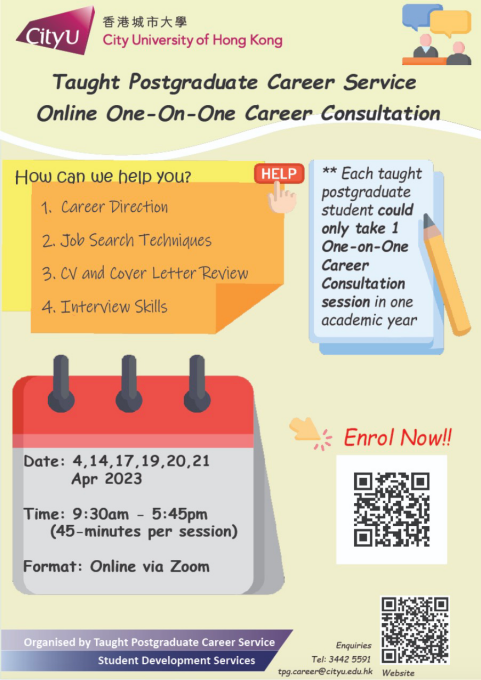 CityU
香港城市大學
City University of Hong Kong
Taught Postgraduate Career Service
Online One-On-One Career Consultation
How can we help you?
HELP
1. Career Direction
2. Job Search Techniques
3. CV and Cover Letter Review
4. Interview Skills
** Each taught
postgraduate
student could
only take 1
One-on-One
Career
Consultation
session in one
academic year
Date: 4,14,17,19,20,21
Apr 2023
Time: 9:30am - 5:45pm
(45-minutes per session)
Format: Online via Zoom
Enrol Now!!
Organised by Taught Postgraduate Career Service
Student Development Services
Enquiries
Tel: 3442 5591
tpg.career@cityu.edu.hk
Website